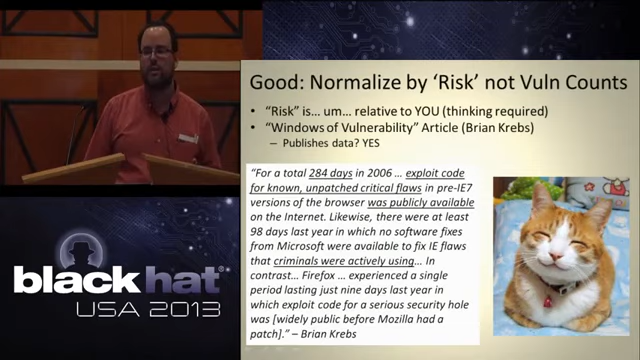 Good: Normalize by 'Risk' not Vuln Counts
• "Risk" is… um… relative to YOU (thinking required)
• "Windows of Vulnerability" Article (Brian Krebs)
– Publishes data? YES
"For a total 284 days in 2006 … exploit code
for known, unpatched critical flaws in pre-IE7
versions of the browser was publicly available
on the Internet. Likewise, there were at least
98 days last year in which no software fixes
from Microsoft were available to fix IE flaws
that criminals were actively using… In
contrast… Firefox … experienced a single
period lasting just nine days last year in
which exploit code for a serious security hole
was [widely public before Mozilla had a
patch]." – Brian Krebs
black hat
USA 2013